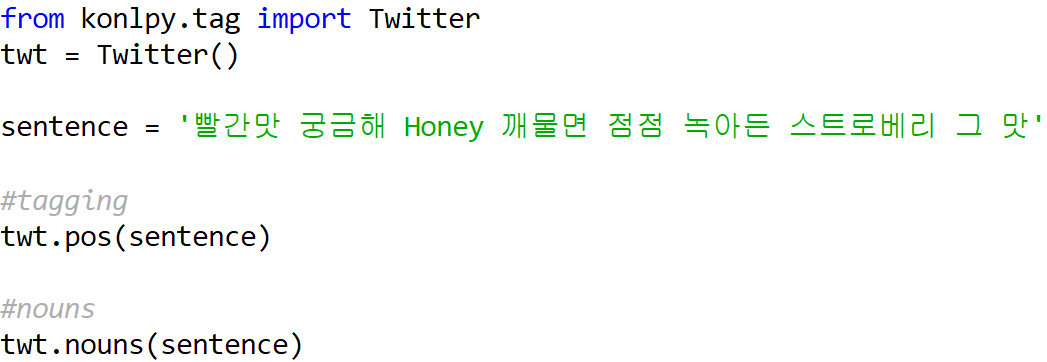 from konlpy.tag import Twitter
twt = Twitter()
sentence = '빨간맛 궁금해 Honey 깨물면 점점 녹아든 스트로베리 그 맛'
#tagging
twt.pos(sentence)
#nouns
twt.nouns(sentence)